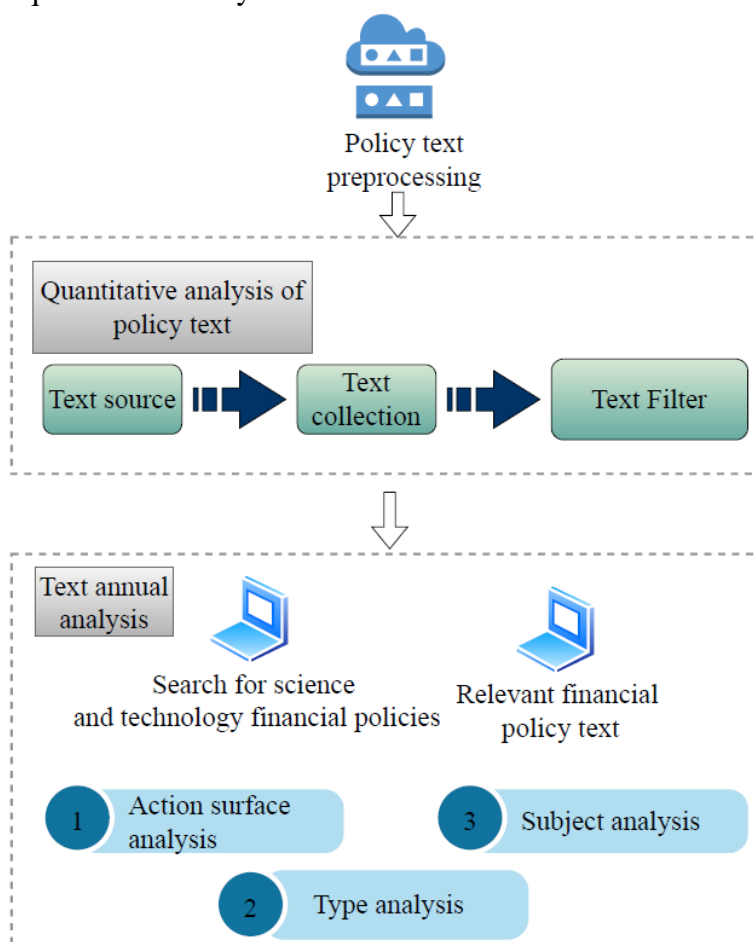 Policy text
preprocessing
Quantitative analysis of
policy text
Text source
Text
collection
Text Filter
Text annual
analysis
Search for science
and technology financial policies
Relevant financial
policy text
1
Action surface
analysis
3
Subject analysis
2
Type analysis